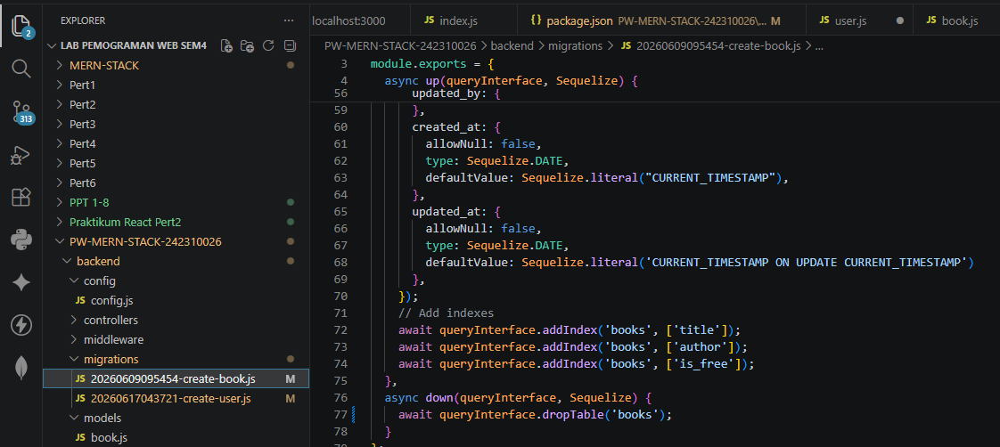 EXPLORER
LAB PEMOGRAMAN WEB SEM4
MERN-STACK
Pert1
Pert2
Pert3
Pert4
Pert5
Pert6
PPT 1-8
Praktikum React Pert2
PW-MERN-STACK-242310026
backend
config
JS config.js
controllers
middleware
migrations
JS 20260609095454-create-book.js M
JS 20260617043721-create-user.js M
models
JS book.js
2
313
localhost:3000
JS index.js
{} package.json PW-MERN-STACK-242310026\... M
JS user.js
JS book.js
PW-MERN-STACK-242310026 > backend > migrations > JS 20260609095454-create-book.js > ...
3 module.exports = {
4 async up(queryInterface, Sequelize) {
56 updated_by: {
59 },
60 created_at: {
61 allowNull: false,
62 type: Sequelize.DATE,
63 defaultValue: Sequelize.literal("CURRENT_TIMESTAMP"),
64 },
65 updated_at: {
66 allowNull: false,
67 type: Sequelize.DATE,
68 defaultValue: Sequelize.literal('CURRENT_TIMESTAMP ON UPDATE CURRENT_TIMESTAMP')
69 },
70 });
71 // Add indexes
72 await queryInterface.addIndex('books', ['title']);
73 await queryInterface.addIndex('books', ['author']);
74 await queryInterface.addIndex('books', ['is_free']);
75 },
76 async down(queryInterface, Sequelize) {
77 await queryInterface.dropTable('books');
78 }